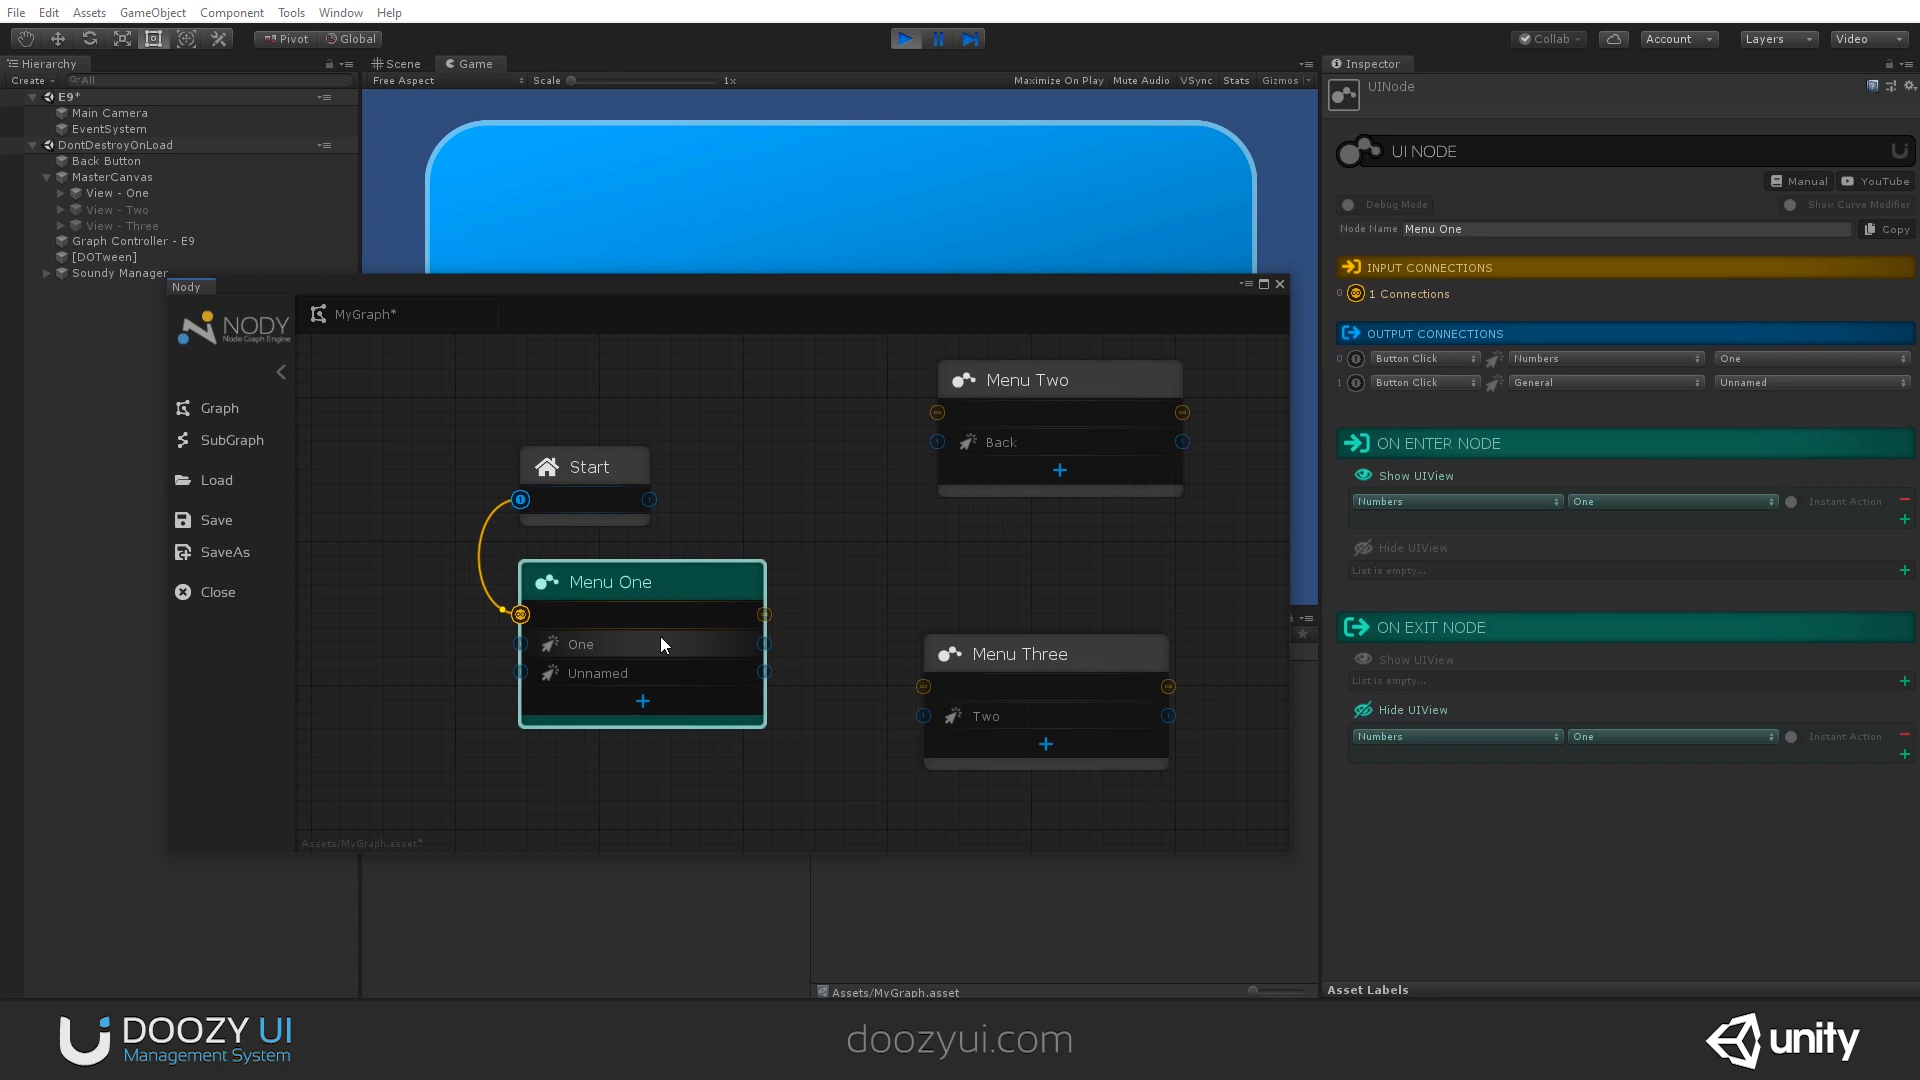 File Edit Assets GameObject Component Tools Window Help
Pivot Global
Collab Account Layers Video
Hierarchy
Scene Game
Inspector
Create All
Free Aspect Scale 1x Maximize On Play Mute Audio VSync Stats Gizmos
UINode
E9*
Main Camera
EventSystem
DontDestroyOnLoad
Back Button
MasterCanvas
View - One
View - Two
View - Three
Graph Controller - E9
[DOTween]
Soundy Manager
UI NODE
Manual YouTube
Debug Mode Show Curve Modifier
Node Name Menu One Copy
INPUT CONNECTIONS
0 1 Connections
OUTPUT CONNECTIONS
0 Button Click Numbers One
1 Button Click General Unnamed
ON ENTER NODE
Show UIView
Numbers One Instant Action
Hide UIView
List is empty...
ON EXIT NODE
Show UIView
List is empty...
Hide UIView
Numbers One Instant Action
Asset Labels
Nody
NODY
Node Graph Engine
MyGraph*
Graph
SubGraph
Load
Save
SaveAs
Close
Start
Menu One
One
Unnamed
Menu Two
Back
Menu Three
Two
Assets/MyGraph.asset*
Assets/MyGraph.asset
DOOZY UI
Management System
doozyui.com
unity